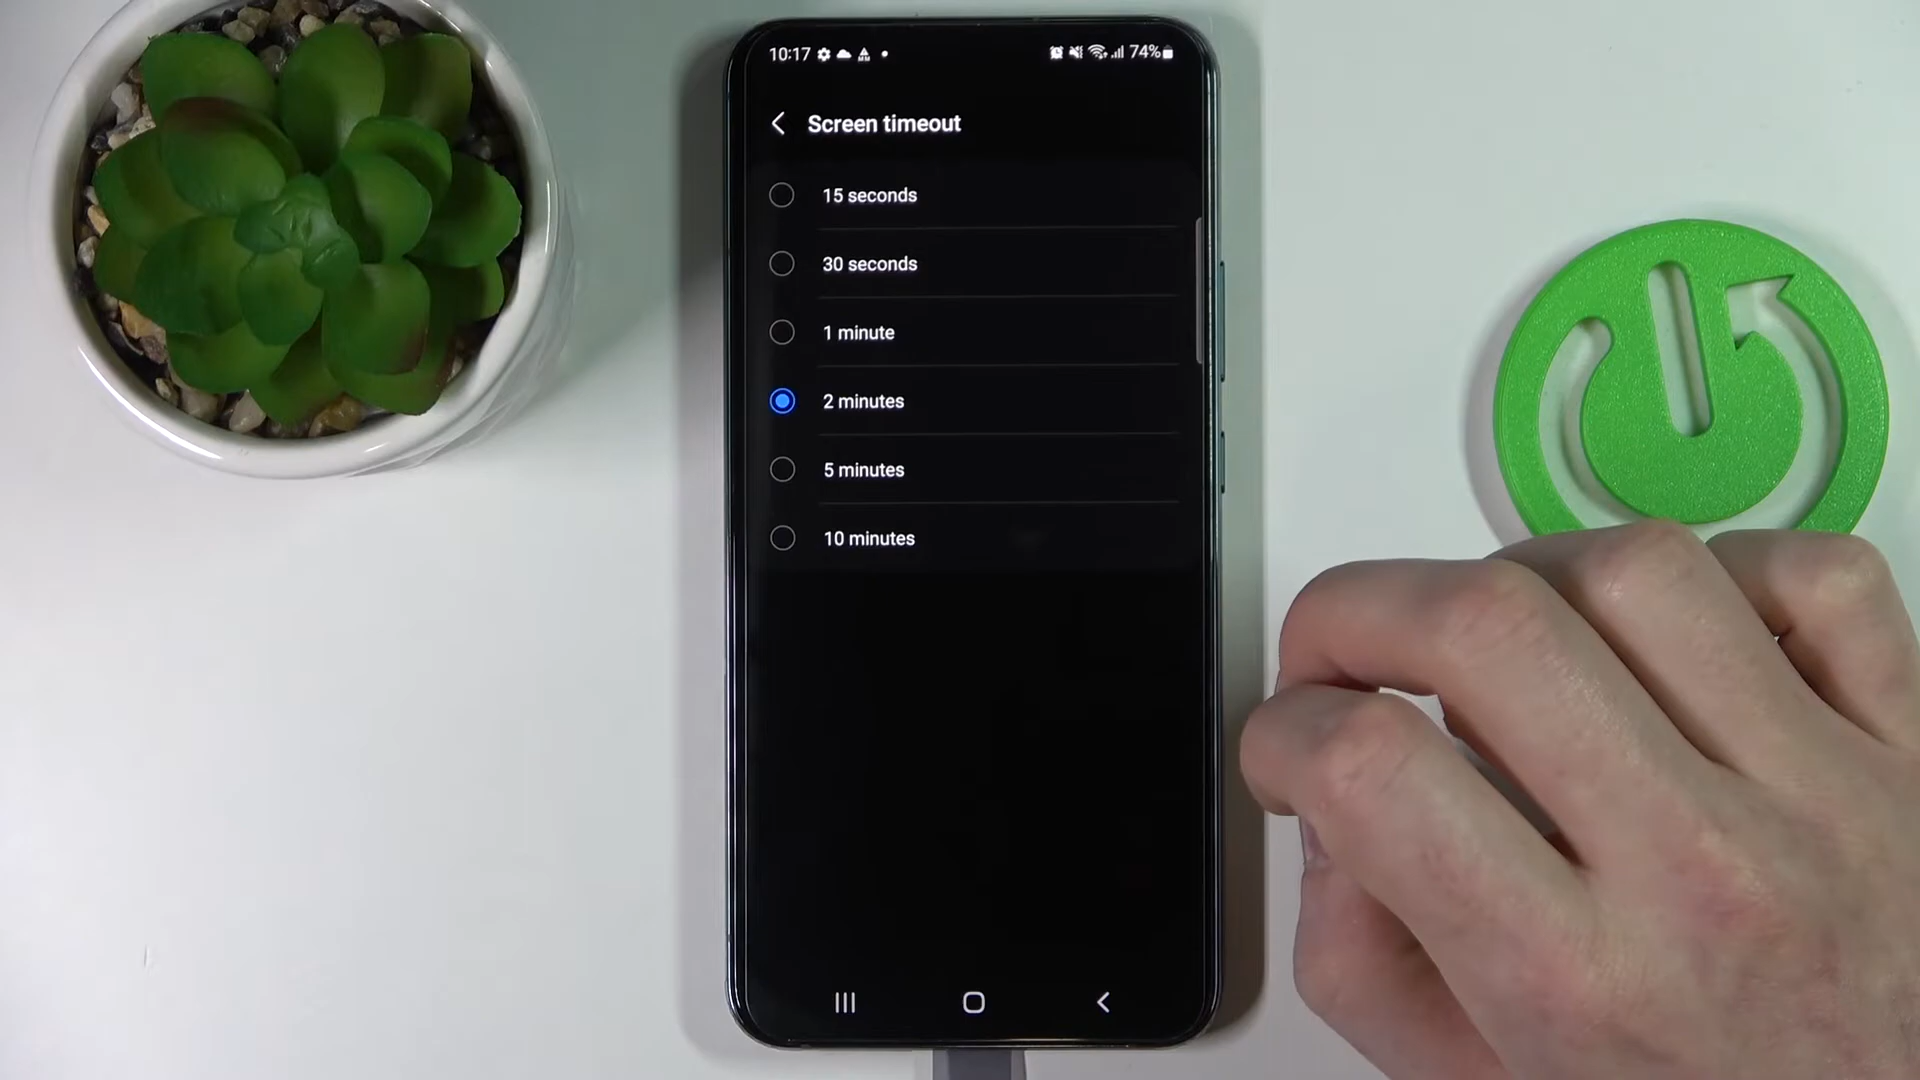 10:17 74%
Screen timeout
15 seconds
30 seconds
1 minute
2 minutes
5 minutes
10 minutes